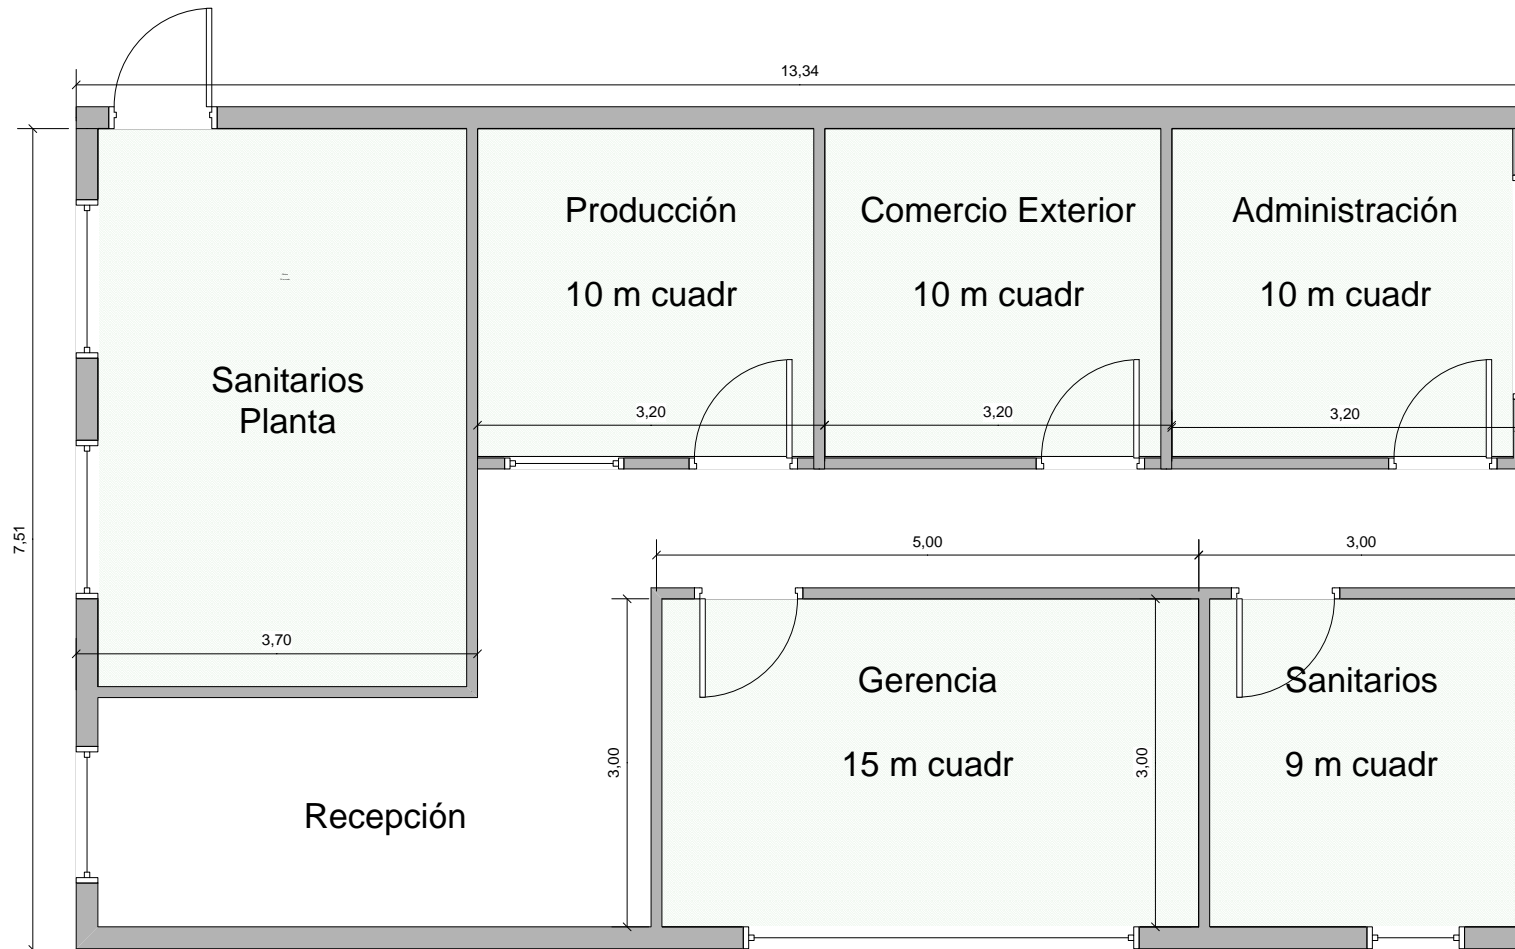 13,34
Producción
Comercio Exterior
Administración
10 m cuadr
10 m cuadr
10 m cuadr
Sanitarios
Planta
3,20
3,20
3,20
7,51
5,00
3,00
3,70
Gerencia
Sanitarios
3,00
15 m cuadr
3,00
9 m cuadr
Recepción